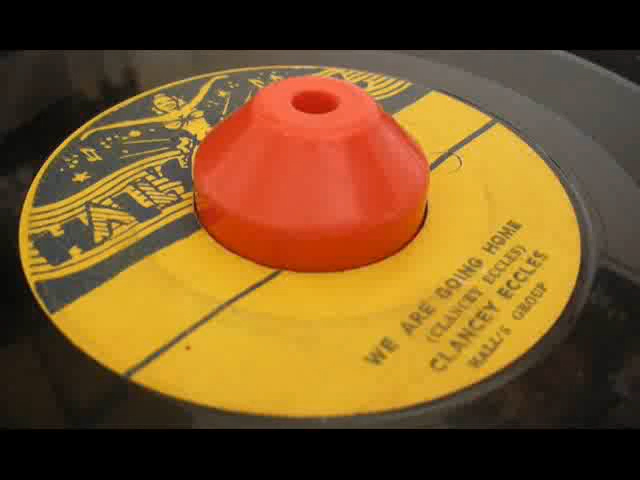 WE ARE GOING HOME
(CLANCEY ECCLES)
CLANCEY ECCLES
HALL/S GROUP